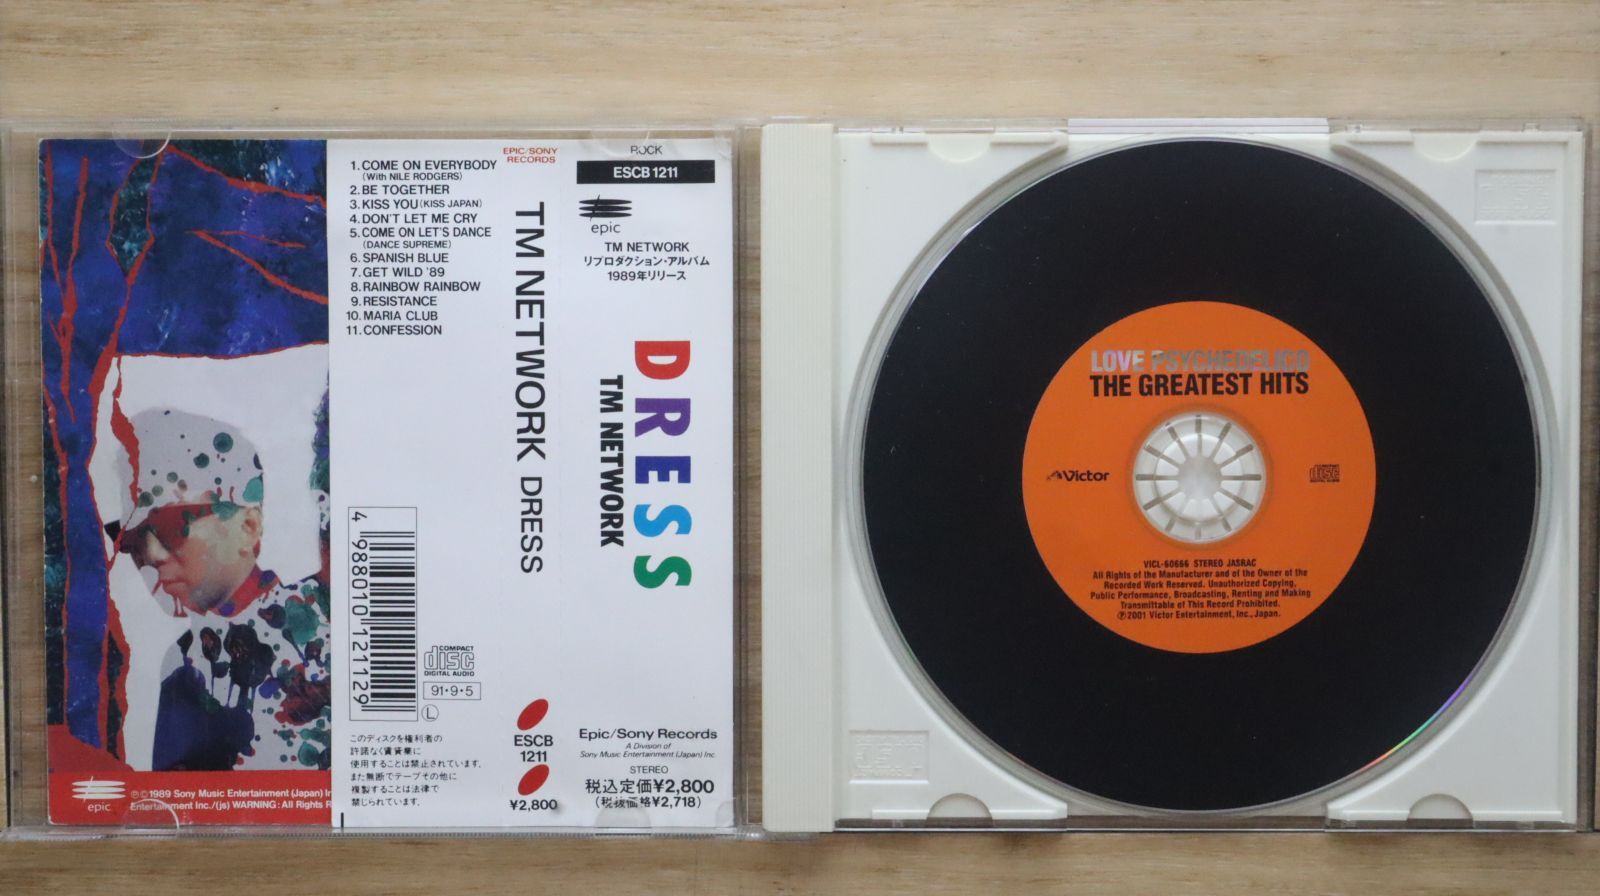 1. COME ON EVERYBODY
(With NILE RODGERS)
2. BE TOGETHER
3. KISS YOU (KISS JAPAN)
4. DON'T LET ME CRY
5. COME ON LET'S DANCE
(DANCE SUPREME)
6. SPANISH BLUE
7. GET WILD '89
8. RAINBOW RAINBOW
9. RESISTANCE
10. MARIA CLUB
11. CONFESSION
4 988010 121129
COMPACT
disc
DIGITAL AUDIO
91・9・5
L
このディスクを権利者の
許諾なく賃貸業に
使用することは禁止されています。
また無断でテープその他に
複製することは法律で
禁じられています。
epic
℗©1989 Sony Music Entertainment (Japan) In
Entertainment Inc./(js) WARNING: All Rights R
EPIC/SONY
RECORDS
TM NETWORK DRESS
ESCB
1211
¥2,800
ROCK
ESCB 1211
epic
TM NETWORK
リプロダクション・アルバム
1989年リリース
DRESS
TM NETWORK
Epic/Sony Records
A Division of
Sony Music Entertainment (Japan) Inc.
STEREO
税込定価¥2,800
(税抜価格¥2,718)
LOVE PSYCHEDELICO
THE GREATEST HITS
Victor
COMPACT
disc
DIGITAL AUDIO
VICL-60666 STEREO JASRAC
All Rights of the Manufacturer and of the Owner of the
Recorded Work Reserved. Unauthorized Copying,
Public Performance, Broadcasting, Renting and Making
Transmittable of This Record Prohibited.
℗2001 Victor Entertainment, Inc., Japan.